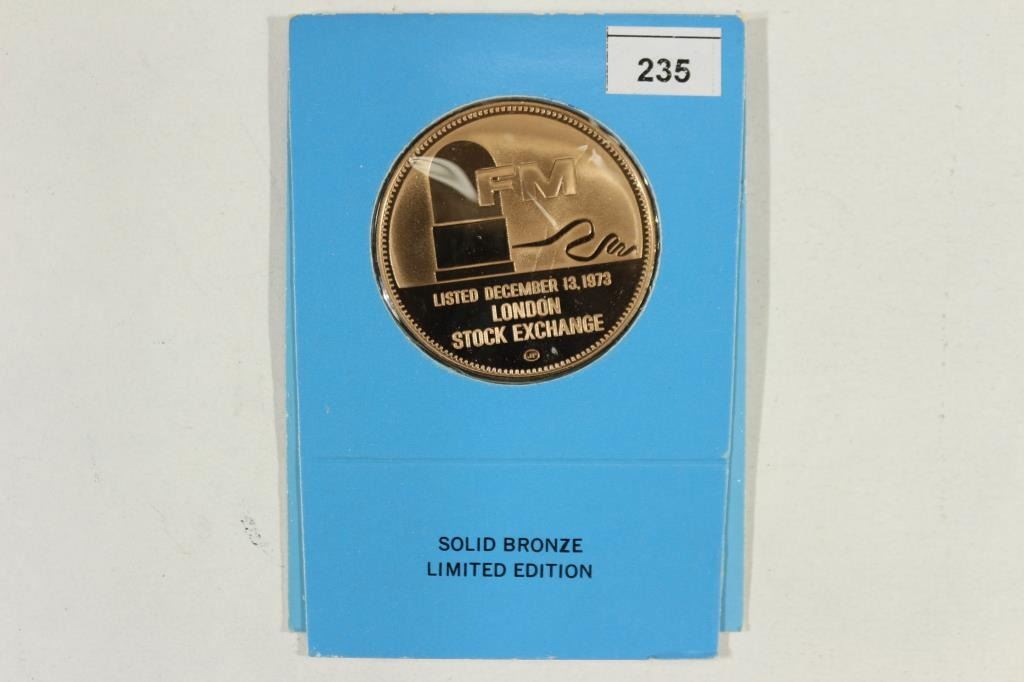 235
FM
LISTED DECEMBER 13, 1973
LONDON
STOCK EXCHANGE
SOLID BRONZE
LIMITED EDITION